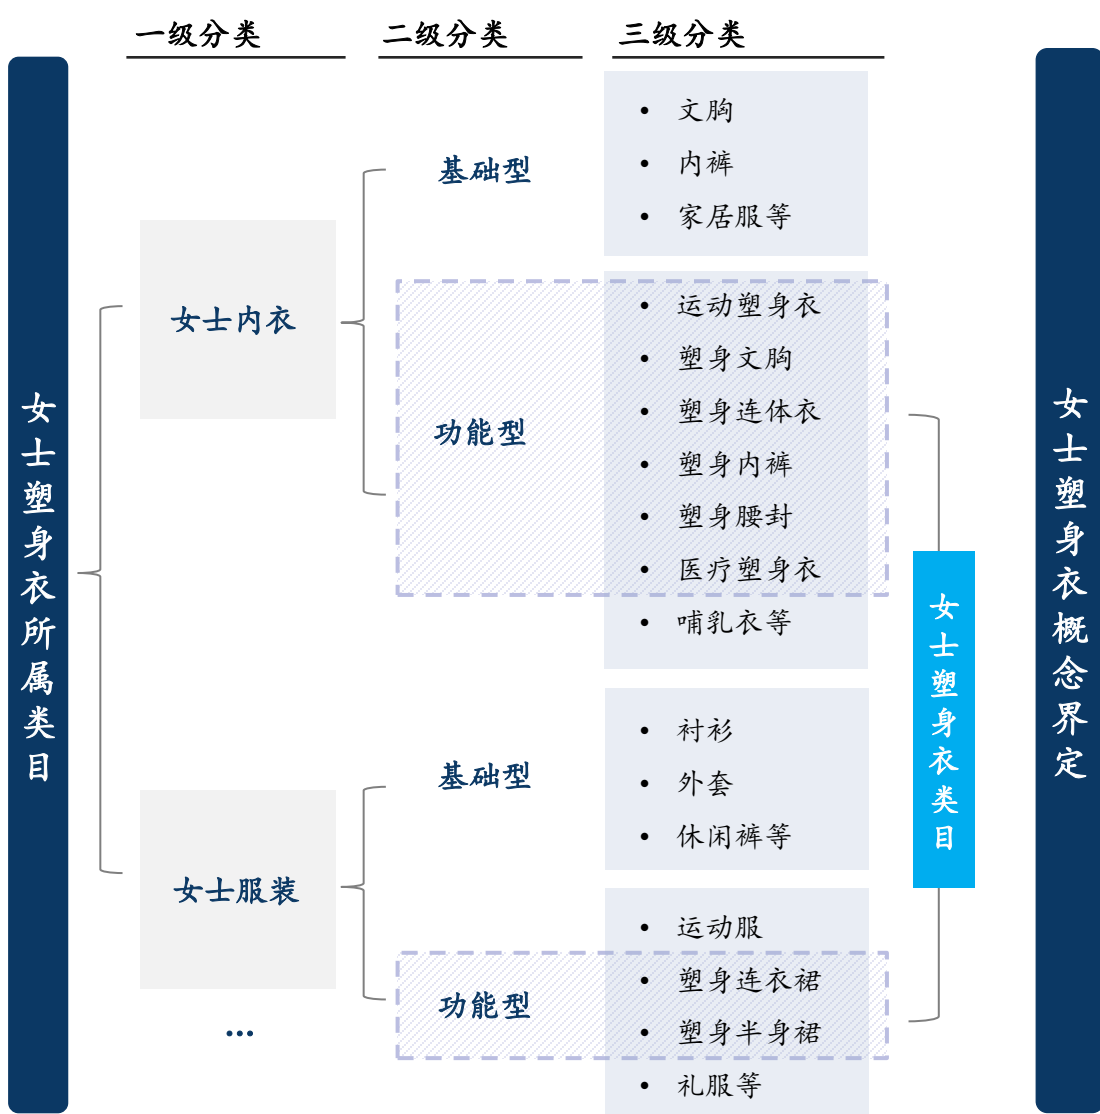 一级分类
二级分类
三级分类
女士塑身衣所属类目
女士内衣
基础型
• 文胸
• 内裤
• 家居服等
功能型
• 运动塑身衣
• 塑身文胸
• 塑身连体衣
• 塑身内裤
• 塑身腰封
• 医疗塑身衣
• 哺乳衣等
女士服装
基础型
• 衬衫
• 外套
• 休闲裤等
功能型
• 运动服
• 塑身连衣裙
• 塑身半身裙
• 礼服等
...
女士塑身衣类目
女士塑身衣概念界定